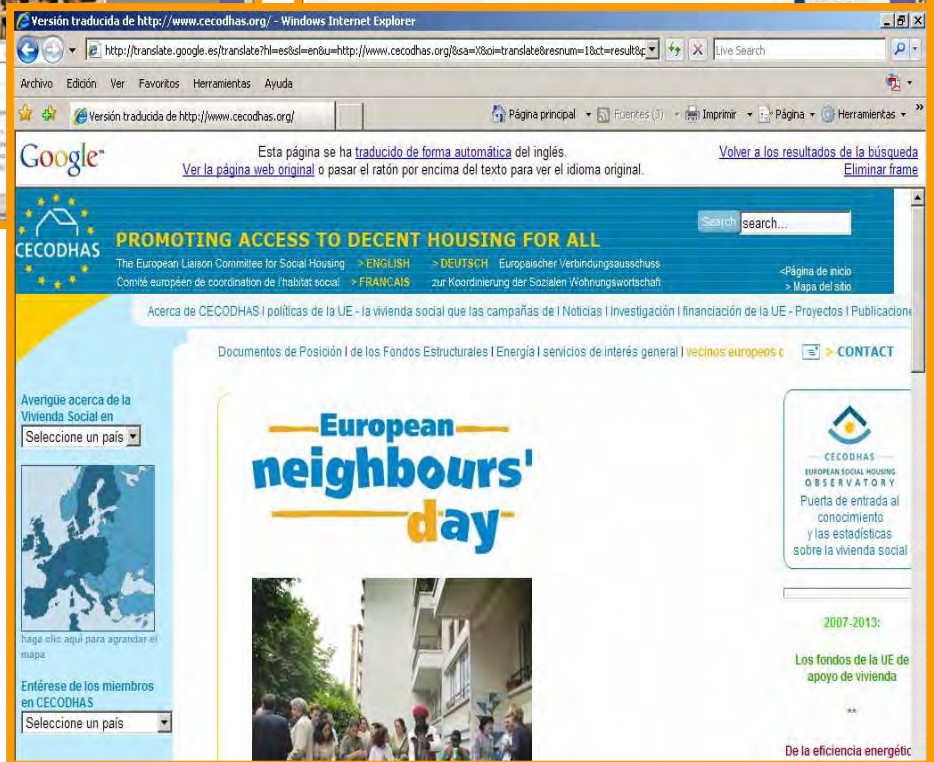 Versión traducida de http://www.cecodhas.org/ - Windows Internet Explorer
http://translate.google.es/translate?hl=es&sl=en&u=http://www.cecodhas.org/&sa=X&oi=translate&resnum=1&ct=result&
Live Search
Archivo Edición Ver Favoritos Herramientas Ayuda
Versión traducida de http://www.cecodhas.org/
Página principal Fuentes (J) Imprimir Página Herramientas
Google™
Esta página se ha traducido de forma automática del inglés.
Ver la página web original o pasar el ratón por encima del texto para ver el idioma original.
Volver a los resultados de la búsqueda
Eliminar frame
CECODHAS
PROMOTING ACCESS TO DECENT HOUSING FOR ALL
Search search...
The European Liaison Committee for Social Housing > ENGLISH > DEUTSCH Europaischer Verbindungsausschuss
Comité européen de coordination de l'habitat social > FRANCAIS zur Koordinierung der Sozialen Wohnungswortschaft
<Página de inicio
> Mapa del sitio
Acerca de CECODHAS I políticas de la UE - la vivienda social que las campañas de I Noticias I Investigación I financiación de la UE - Proyectos I Publicacione
Documentos de Posición I de los Fondos Estructurales I Energía I servicios de interés general I vecinos europeos
> CONTACT
Averigüe acerca de la
Vivienda Social en
Seleccione un país
haga clic aquí para agrandar el
mapa
Entérese de los miembros
en CECODHAS
Seleccione un país
European
neighbours'
day
CECODHAS
EUROPEAN SOCIAL HOUSING
OBSERVATORY
Puerta de entrada al
conocimiento
y las estadísticas
sobre la vivienda social
2007-2013:
Los fondos de la UE de
apoyo de vivienda
**
De la eficiencia energétic